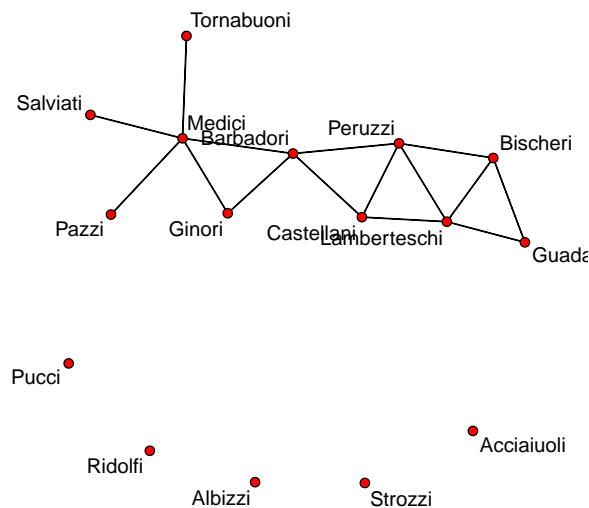 Tornabuoni
Salviati
Medici
Barbadori
Peruzzi
Bischeri
Pazzi
Ginori
Castellani
Lamberteschi
Guada
Pucci
Ridolfi
Acciaiuoli
Albizzi
Strozzi